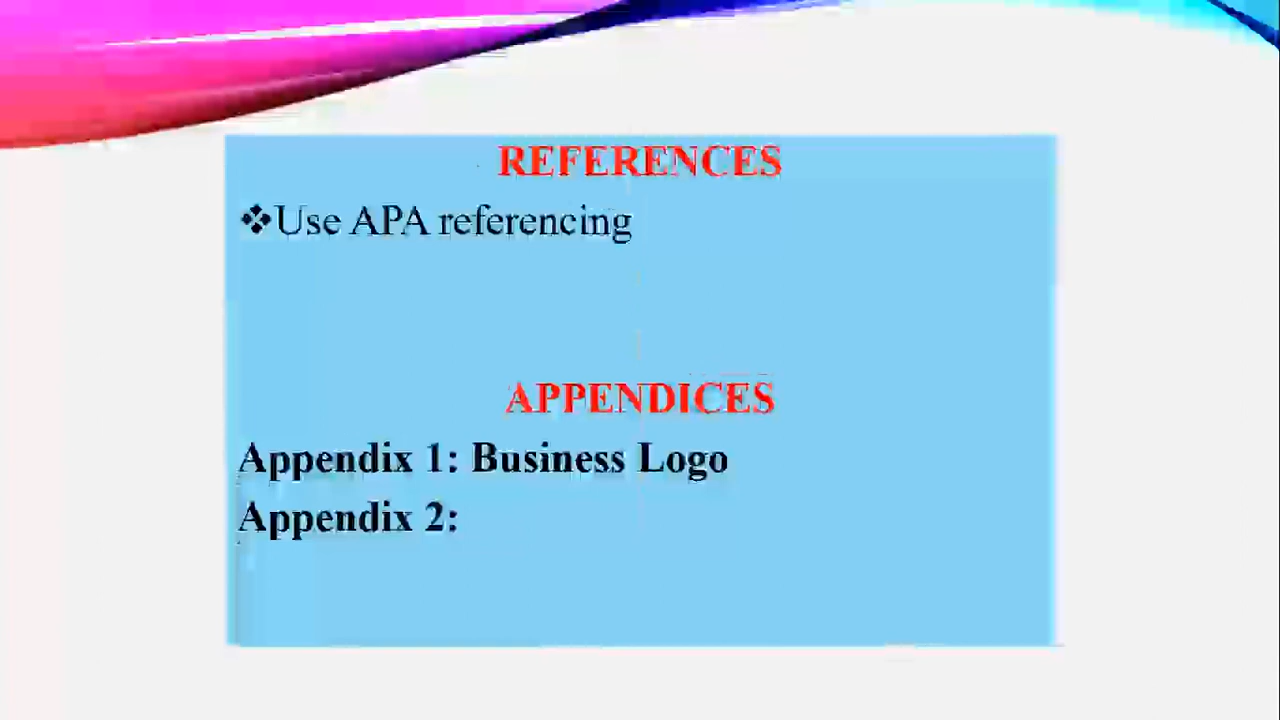 REFERENCES
❖Use APA referencing
APPENDICES
Appendix 1: Business Logo
Appendix 2: